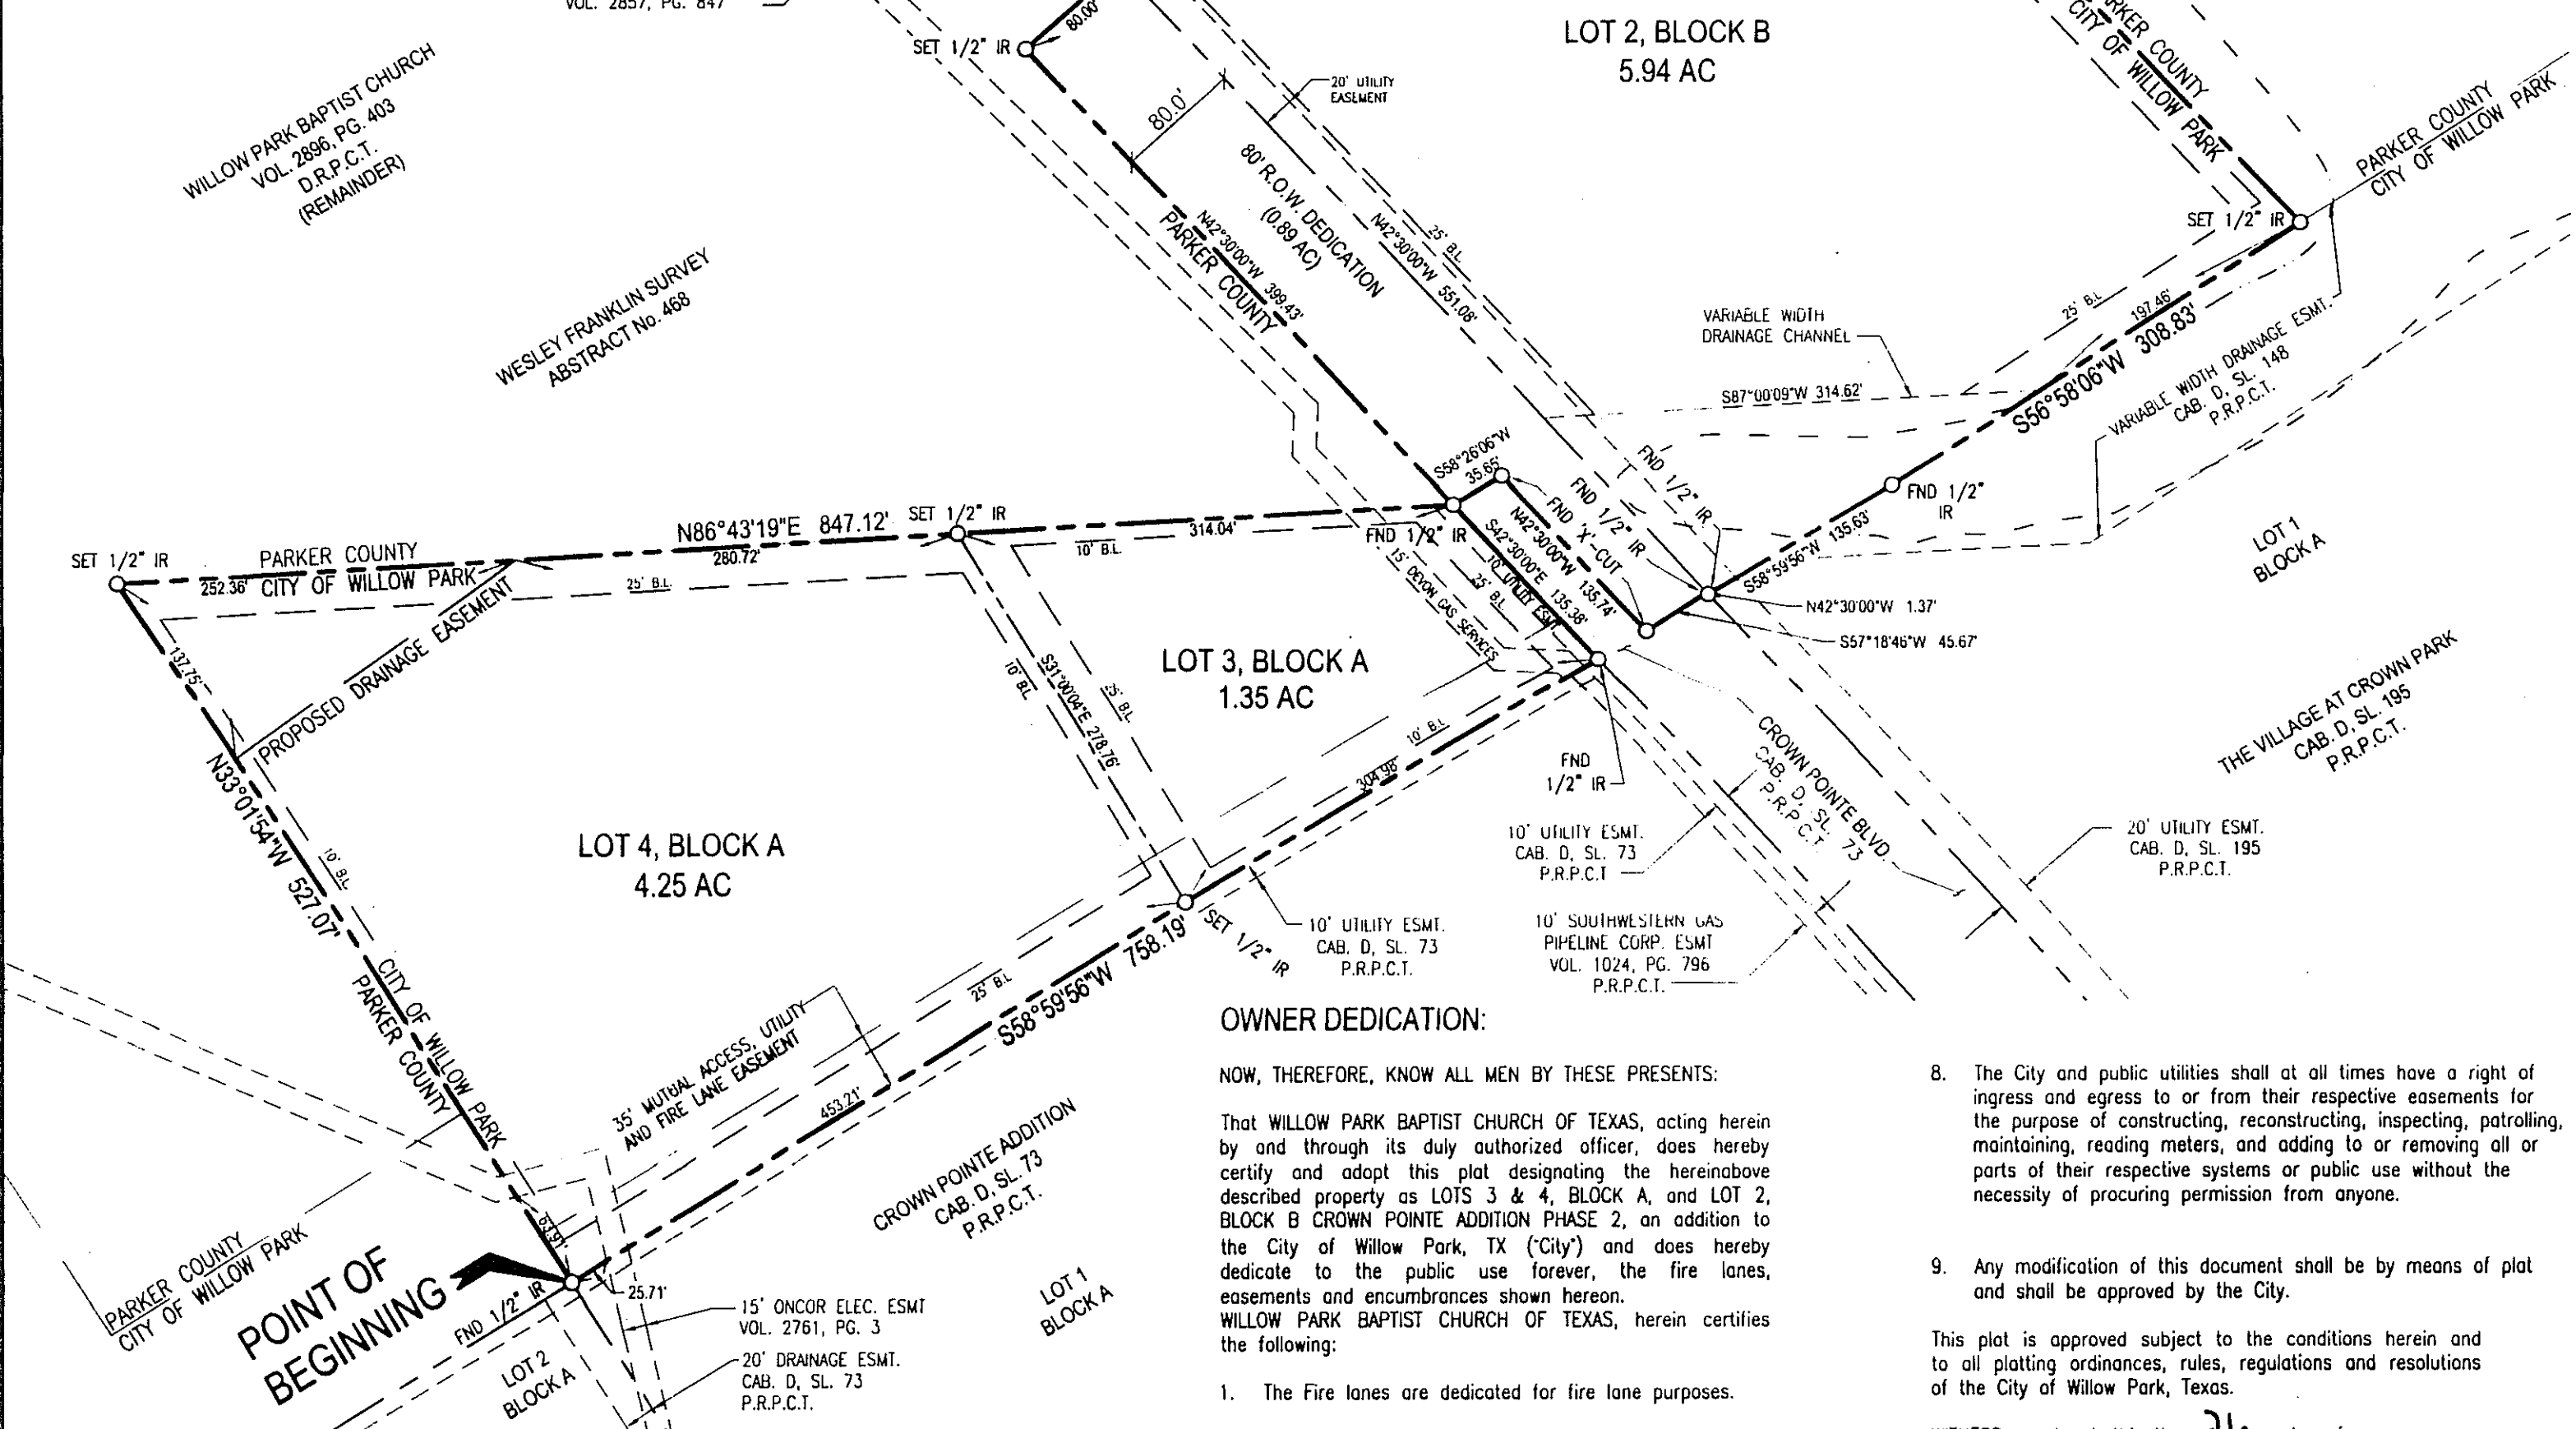 VOL. 2857, PG. 847
SET 1/2" IR
80.00'
LOT 2, BLOCK B
5.94 AC
PARKER COUNTY
CITY OF WILLOW PARK
PARKER COUNTY
CITY OF WILLOW PARK
WILLOW PARK BAPTIST CHURCH
VOL. 2896, PG. 403
D.R.P.C.T.
(REMAINDER)
20' UTILITY
EASEMENT
80.0'
80' R.O.W. DEDICATION
(0.89 AC)
N42°30'00"W 399.43'
PARKER COUNTY
N42°30'00"W 551.08'
25' B.L.
SET 1/2" IR
WESLEY FRANKLIN SURVEY
ABSTRACT No. 468
VARIABLE WIDTH
DRAINAGE CHANNEL
S87°00'09"W 314.62'
25' B.L.
197.46'
S56°58'06"W 308.83'
VARIABLE WIDTH DRAINAGE ESMT.
CAB. D, SL. 148
P.R.P.C.T.
S58°26'06"W
35.65'
FND 1/2" IR
FND 1/2" IR
FND 'X'-CUT
N42°30'00"W 135.74'
S42°30'00"E 135.38'
10' UTILITY ESMT
25' B.L.
15' DEVON GAS SERVICES
FND 1/2" IR
FND 1/2"
IR
S58°59'56"W 135.63'
N42°30'00"W 1.37'
S57°18'46"W 45.67'
LOT 1
BLOCK A
SET 1/2" IR
PARKER COUNTY
252.36' CITY OF WILLOW PARK
N86°43'19"E 847.12'
280.72'
SET 1/2" IR
314.04'
10' B.L.
25' B.L.
137.75'
PROPOSED DRAINAGE EASEMENT
N33°01'54"W 527.07'
10' B.L.
10' B.L.
S31°00'04"E 278.76'
25' B.L.
LOT 3, BLOCK A
1.35 AC
10' B.L.
304.98'
LOT 4, BLOCK A
4.25 AC
FND
1/2" IR
CROWN POINTE BLVD.
CAB. D, SL. 73
P.R.P.C.T.
THE VILLAGE AT CROWN PARK
CAB. D, SL. 195
P.R.P.C.T.
10' UTILITY ESMT.
CAB. D, SL. 73
P.R.P.C.T
20' UTILITY ESMT.
CAB. D, SL. 195
P.R.P.C.T.
SET 1/2" IR
10' UTILITY ESMT.
CAB. D, SL. 73
P.R.P.C.T.
10' SOUTHWESTERN GAS
PIPELINE CORP. ESMT
VOL. 1024, PG. 796
P.R.P.C.T.
25' B.L.
S58°59'56"W 758.19'
CITY OF WILLOW PARK
PARKER COUNTY
35' MUTUAL ACCESS, UTILITY
AND FIRE LANE EASEMENT
453.21'
CROWN POINTE ADDITION
CAB. D, SL. 73
P.R.P.C.T.
63.91'
PARKER COUNTY
CITY OF WILLOW PARK
POINT OF
BEGINNING
FND 1/2" IR
25.71'
LOT 2
BLOCK A
15' ONCOR ELEC. ESMT
VOL. 2761, PG. 3
20' DRAINAGE ESMT.
CAB. D, SL. 73
P.R.P.C.T.
LOT 1
BLOCK A
OWNER DEDICATION:
NOW, THEREFORE, KNOW ALL MEN BY THESE PRESENTS:
That WILLOW PARK BAPTIST CHURCH OF TEXAS, acting herein
by and through its duly authorized officer, does hereby
certify and adopt this plat designating the hereinabove
described property as LOTS 3 & 4, BLOCK A, and LOT 2,
BLOCK B CROWN POINTE ADDITION PHASE 2, an addition to
the City of Willow Park, TX ("City") and does hereby
dedicate to the public use forever, the fire lanes,
easements and encumbrances shown hereon.
WILLOW PARK BAPTIST CHURCH OF TEXAS, herein certifies
the following:
1. The Fire lanes are dedicated for fire lane purposes.
8. The City and public utilities shall at all times have a right of
ingress and egress to or from their respective easements for
the purpose of constructing, reconstructing, inspecting, patrolling,
maintaining, reading meters, and adding to or removing all or
parts of their respective systems or public use without the
necessity of procuring permission from anyone.
9. Any modification of this document shall be by means of plat
and shall be approved by the City.
This plat is approved subject to the conditions herein and
to all platting ordinances, rules, regulations and resolutions
of the City of Willow Park, Texas.